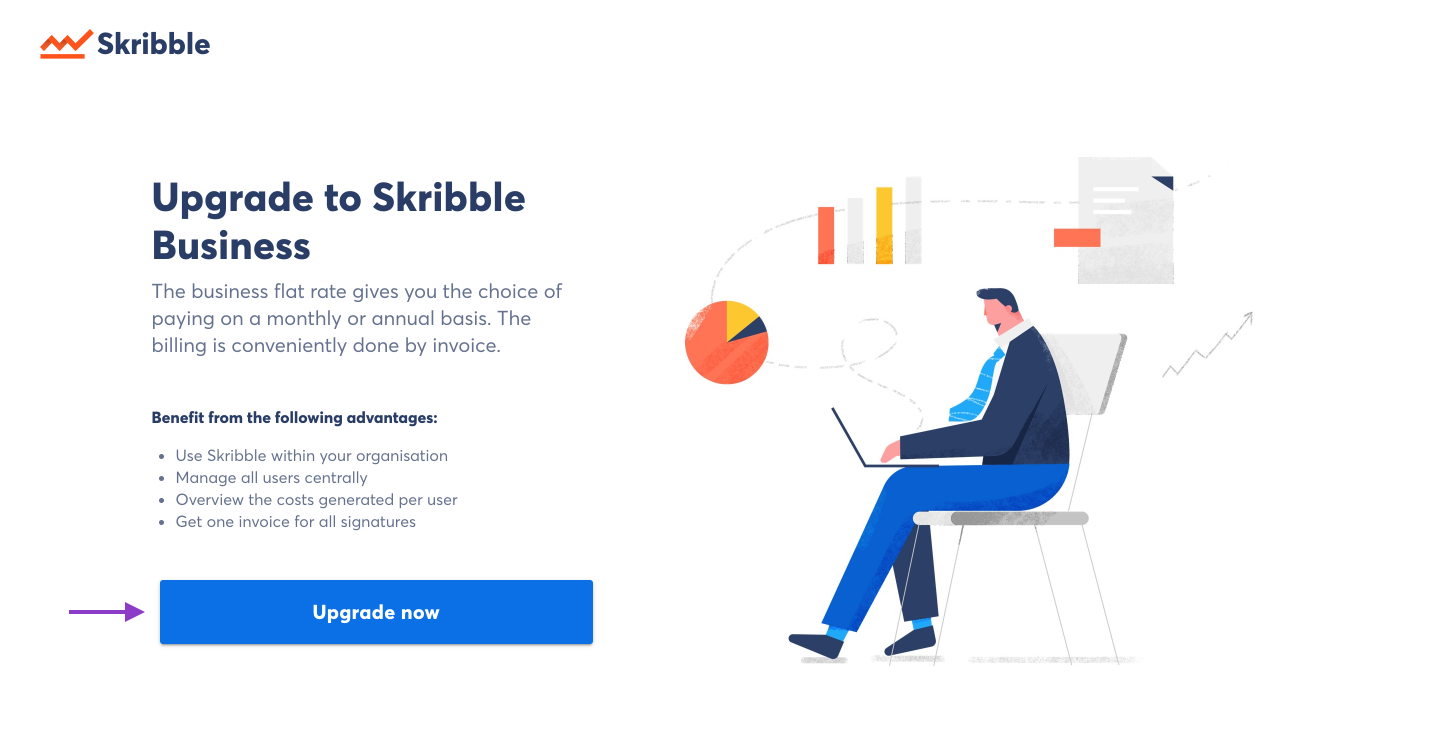 Skribble
Upgrade to Skribble
Business
The business flat rate gives you the choice of
paying on a monthly or annual basis. The
billing is conveniently done by invoice.
Benefit from the following advantages:
Use Skribble within your organisation
Manage all users centrally
Overview the costs generated per user
Get one invoice for all signatures
Upgrade now